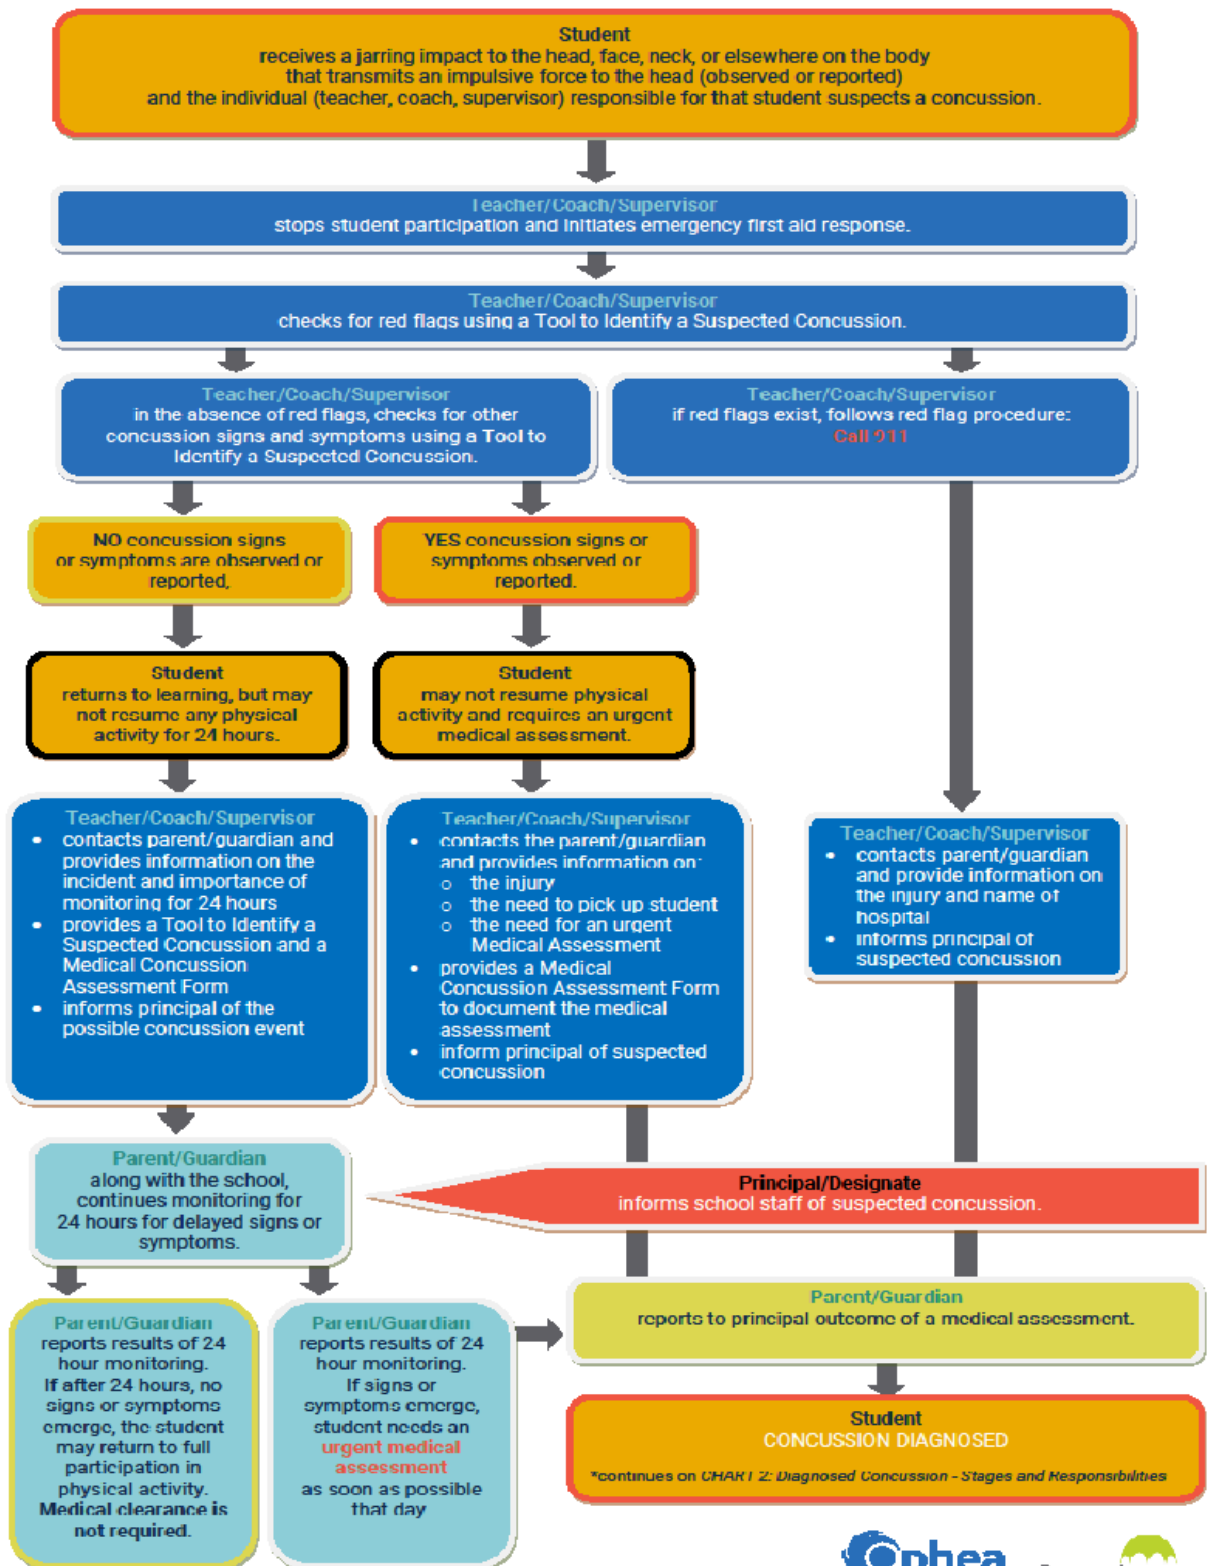 Student
receives a jarring impact to the head, face, neck, or elsewhere on the body
that transmits an impulsive force to the head (observed or reported)
and the individual (teacher, coach, supervisor) responsible for that student suspects a concussion.
Teacher/Coach/Supervisor
stops student participation and initiates emergency first aid response.
Teacher/Coach/Supervisor
checks for red flags using a Tool to Identify a Suspected Concussion.
Teacher/Coach/Supervisor
in the absence of red flags, checks for other
concussion signs and symptoms using a Tool to
Identify a Suspected Concussion.
Teacher/Coach/Supervisor
if red flags exist, follows red flag procedure:
Call 911
NO concussion signs
or symptoms are observed or
reported,
YES concussion signs or
symptoms observed or
reported.
Student
returns to learning, but may
not resume any physical
activity for 24 hours.
Student
may not resume physical
activity and requires an urgent
medical assessment.
Teacher/Coach/Supervisor
• contacts parent/guardian and
provides information on the
incident and importance of
monitoring for 24 hours
• provides a Tool to Identify a
Suspected Concussion and a
Medical Concussion
Assessment Form
• informs principal of the
possible concussion event
Teacher/Coach/Supervisor
• contacts the parent/guardian
and provides information on:
o the injury
o the need to pick up student
o the need for an urgent
Medical Assessment
• provides a Medical
Concussion Assessment Form
to document the medical
assessment
• inform principal of suspected
concussion
Teacher/Coach/Supervisor
• contacts parent/guardian
and provide information on
the injury and name of
hospital
• informs principal of
suspected concussion
Parent/Guardian
along with the school,
continues monitoring for
24 hours for delayed signs or
symptoms.
Principal/Designate
informs school staff of suspected concussion.
Parent/Guardian
reports results of 24
hour monitoring.
If after 24 hours, no
signs or symptoms
emerge, the student
may return to full
participation in
physical activity.
Medical clearance is
not required.
Parent/Guardian
reports results of 24
hour monitoring.
If signs or
symptoms emerge,
student needs an
urgent medical
assessment
as soon as possible
that day
Parent/Guardian
reports to principal outcome of a medical assessment.
Student
CONCUSSION DIAGNOSED
*continues on CHART 2: Diagnosed Concussion - Stages and Responsibilities
Ophea